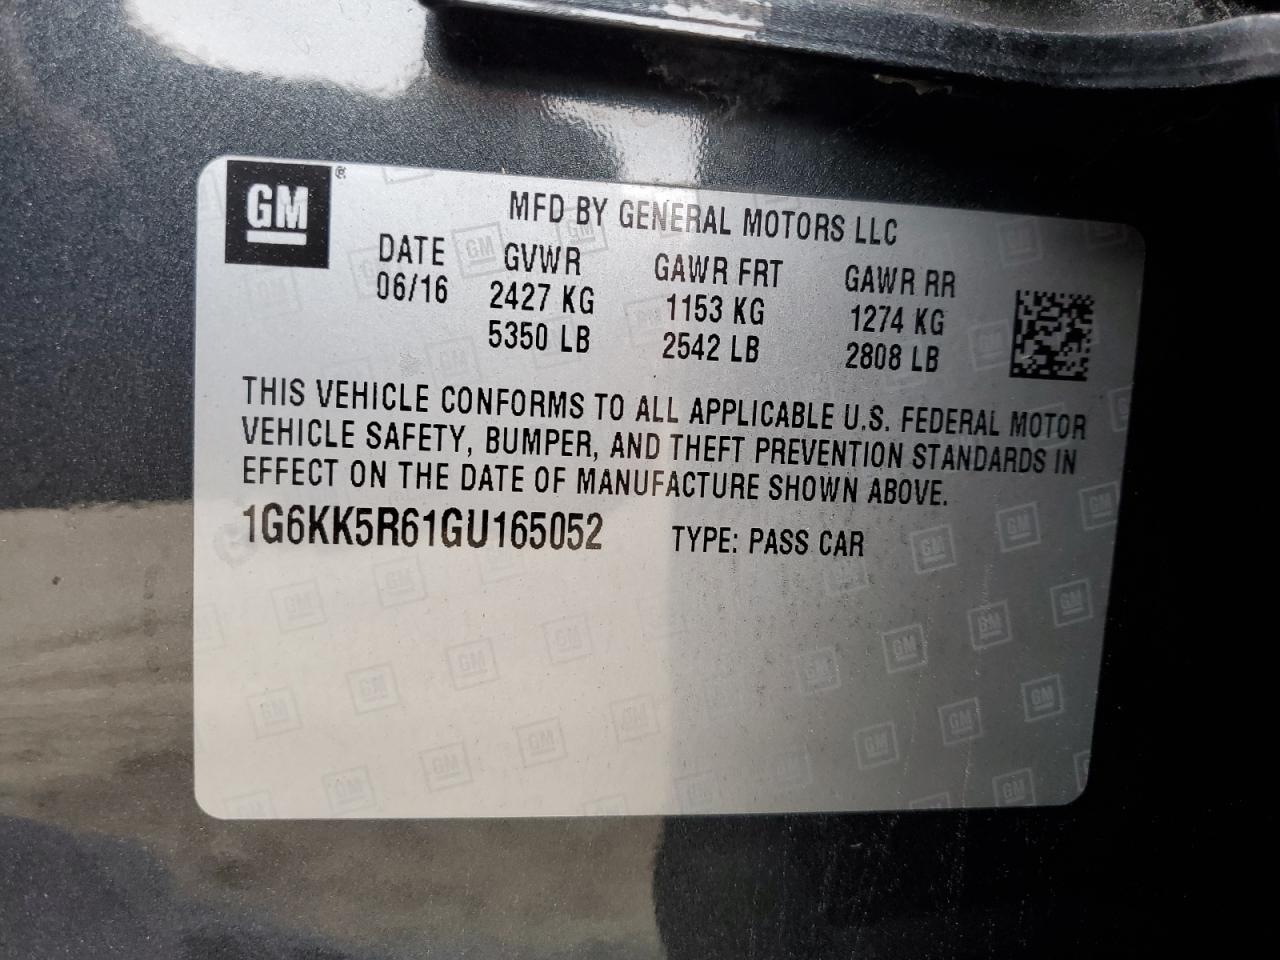 GM ®
MFD BY GENERAL MOTORS LLC
DATE GVWR GAWR FRT GAWR RR
06/16 2427 KG 1153 KG 1274 KG
5350 LB 2542 LB 2808 LB
THIS VEHICLE CONFORMS TO ALL APPLICABLE U.S. FEDERAL MOTOR
VEHICLE SAFETY, BUMPER, AND THEFT PREVENTION STANDARDS IN
EFFECT ON THE DATE OF MANUFACTURE SHOWN ABOVE.
1G6KK5R61GU165052 TYPE: PASS CAR